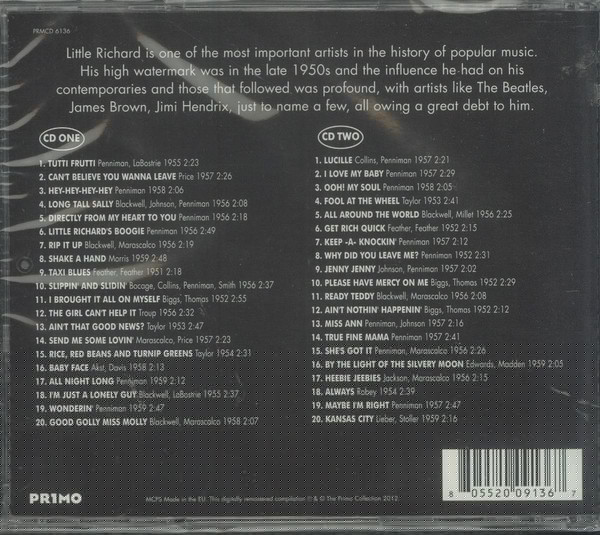 PRMCD 6136
Little Richard is one of the most important artists in the history of popular music.
His high watermark was in the late 1950s and the influence he had on his
contemporaries and those that followed was profound, with artists like The Beatles,
James Brown, Jimi Hendrix, just to name a few, all owing a great debt to him.
CD ONE
1. TUTTI FRUTTI Penniman, LaBostrie 1955 2:23
2. CAN'T BELIEVE YOU WANNA LEAVE Price 1957 2:26
3. HEY-HEY-HEY-HEY Penniman 1958 2:06
4. LONG TALL SALLY Blackwell, Johnson, Penniman 1956 2:08
5. DIRECTLY FROM MY HEART TO YOU Penniman 1956 2:18
6. LITTLE RICHARD'S BOOGIE Penniman 1956 2:49
7. RIP IT UP Blackwell, Marascalco 1956 2:19
8. SHAKE A HAND Morris 1959 2:48
9. TAXI BLUES Feather, Feather 1951 2:18
10. SLIPPIN' AND SLIDIN' Bocage, Collins, Penniman, Smith 1956 2:37
11. I BROUGHT IT ALL ON MYSELF Biggs, Thomas 1952 2:55
12. THE GIRL CAN'T HELP IT Troup 1956 2:32
13. AIN'T THAT GOOD NEWS? Taylor 1953 2:47
14. SEND ME SOME LOVIN' Marascalco, Price 1957 2:23
15. RICE, RED BEANS AND TURNIP GREENS Taylor 1954 2:31
16. BABY FACE Akst, Davis 1958 2:13
17. ALL NIGHT LONG Penniman 1959 2:12
18. I'M JUST A LONELY GUY Blackwell, LaBostrie 1955 2:37
19. WONDERIN' Penniman 1959 2:47
20. GOOD GOLLY MISS MOLLY Blackwell, Marascalco 1958 2:07
CD TWO
1. LUCILLE Collins, Penniman 1957 2:21
2. I LOVE MY BABY Penniman 1957 2:29
3. OOH! MY SOUL Penniman 1958 2:05
4. FOOL AT THE WHEEL Taylor 1953 2:41
5. ALL AROUND THE WORLD Blackwell, Millet 1956 2:25
6. GET RICH QUICK Feather, Feather 1952 2:15
7. KEEP -A- KNOCKIN' Penniman 1957 2:12
8. WHY DID YOU LEAVE ME? Penniman 1952 2:31
9. JENNY JENNY Johnson, Penniman 1957 2:02
10. PLEASE HAVE MERCY ON ME Biggs, Thomas 1952 2:29
11. READY TEDDY Blackwell, Marascalco 1956 2:08
12. AIN'T NOTHIN' HAPPENIN' Biggs, Thomas 1952 2:12
13. MISS ANN Penniman, Johnson 1957 2:16
14. TRUE FINE MAMA Penniman 1957 2:41
15. SHE'S GOT IT Penniman, Marascalco 1956 2:26
16. BY THE LIGHT OF THE SILVERY MOON Edwards, Madden 1959 2:05
17. HEEBIE JEEBIES Jackson, Marascalco 1956 2:15
18. ALWAYS Robey 1954 2:39
19. MAYBE I'M RIGHT Penniman 1957 2:47
20. KANSAS CITY Lieber, Stoller 1959 2:16
PR1MO
MCPS Made in the EU. This digitally remastered compilation ℗ & © The Primo Collection 2012.
8 05520 09136 7